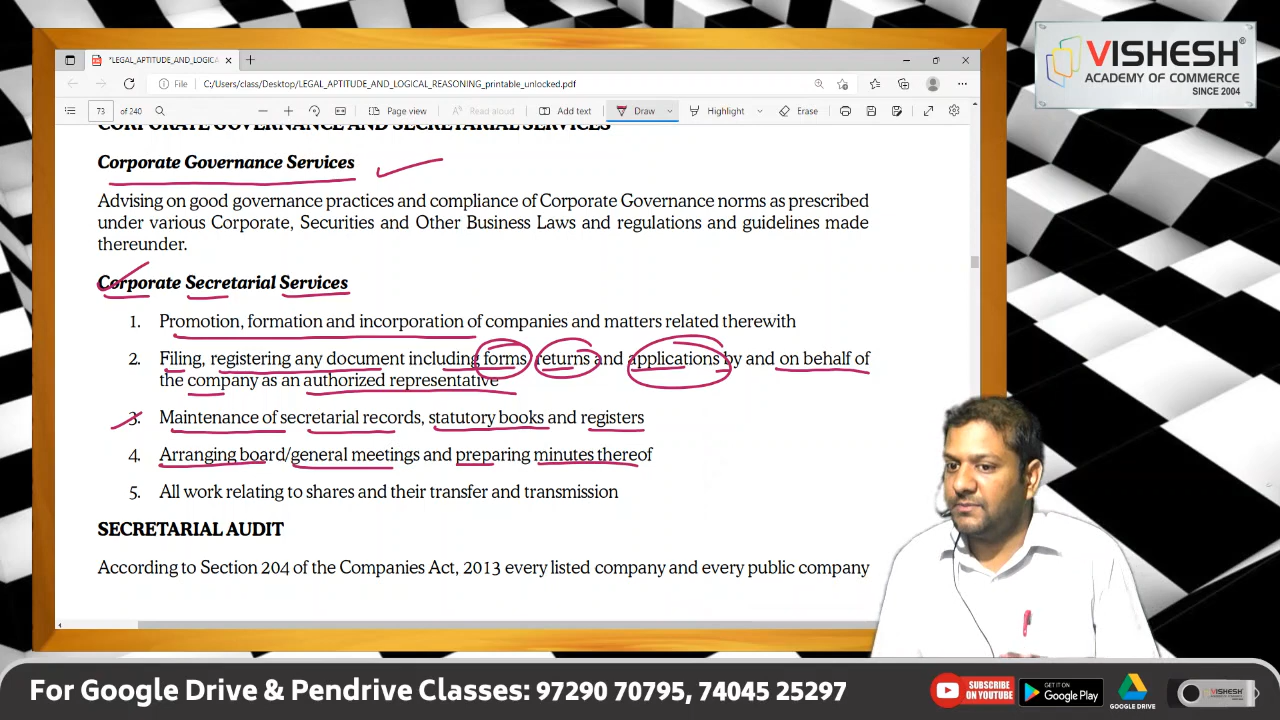 VISHESH®
ACADEMY OF COMMERCE
SINCE 2004
*LEGAL_APTITUDE_AND_LOGICA
File
C:/Users/class/Desktop/LEGAL_APTITUDE_AND_LOGICAL_REASONING_printable_unlocked.pdf
73 of 240
Page view
Read aloud
Add text
Draw
Highlight
Erase
CORPORATE GOVERNANCE AND SECRETARIAL SERVICES
Corporate Governance Services
Advising on good governance practices and compliance of Corporate Governance norms as prescribed
under various Corporate, Securities and Other Business Laws and regulations and guidelines made
thereunder.
Corporate Secretarial Services
1. Promotion, formation and incorporation of companies and matters related therewith
2. Filing, registering any document including forms, returns and applications by and on behalf of
the company as an authorized representative
3. Maintenance of secretarial records, statutory books and registers
4. Arranging board/general meetings and preparing minutes thereof
5. All work relating to shares and their transfer and transmission
SECRETARIAL AUDIT
According to Section 204 of the Companies Act, 2013 every listed company and every public company
For Google Drive & Pendrive Classes: 97290 70795, 74045 25297
SUBSCRIBE
ON YOUTUBE
GET IT ON
Google Play
GOOGLE DRIVE
VISHESH